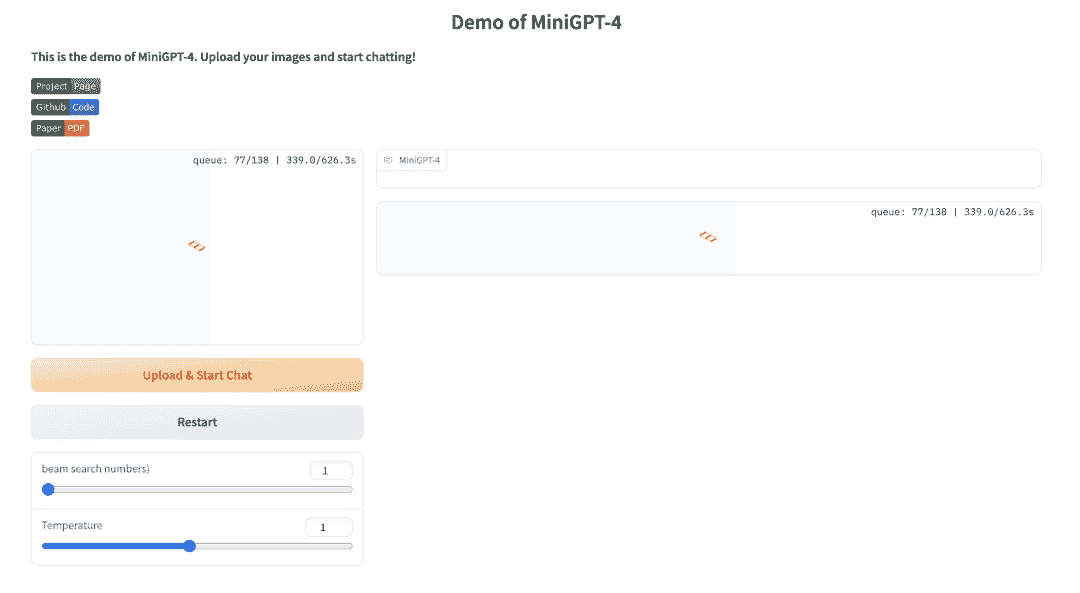 Demo of MiniGPT-4
This is the demo of MiniGPT-4. Upload your images and start chatting!
Project Page
Github Code
Paper PDF
queue: 77/138 | 339.0/626.3s
MiniGPT-4
queue: 77/138 | 339.0/626.3s
Upload & Start Chat
Restart
beam search numbers)
1
Temperature
1